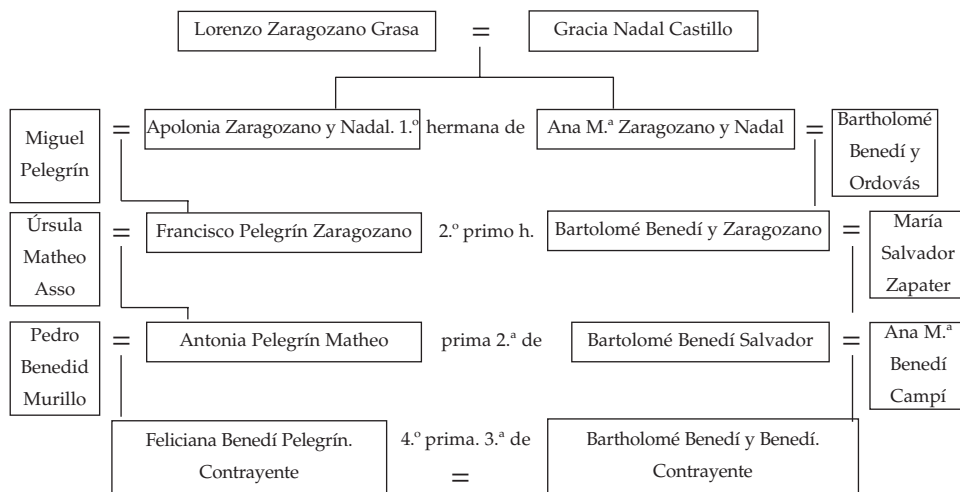 Lorenzo Zaragozano Grasa = Gracia Nadal Castillo
Miguel
Pelegrín
= Apolonia Zaragozano y Nadal. 1.º hermana de Ana M.ª Zaragozano y Nadal =
Bartholomé
Benedí y
Ordovás
Úrsula
Matheo
Asso
= Francisco Pelegrín Zaragozano 2.º primo h. Bartolomé Benedí y Zaragozano =
María
Salvador
Zapater
Pedro
Benedid
Murillo
= Antonia Pelegrín Matheo prima 2.ª de Bartolomé Benedí Salvador =
Ana M.ª
Benedí
Campí
Feliciana Benedí Pelegrín.
Contrayente
4.º prima. 3.ª de
=
Bartholomé Benedí y Benedí.
Contrayente